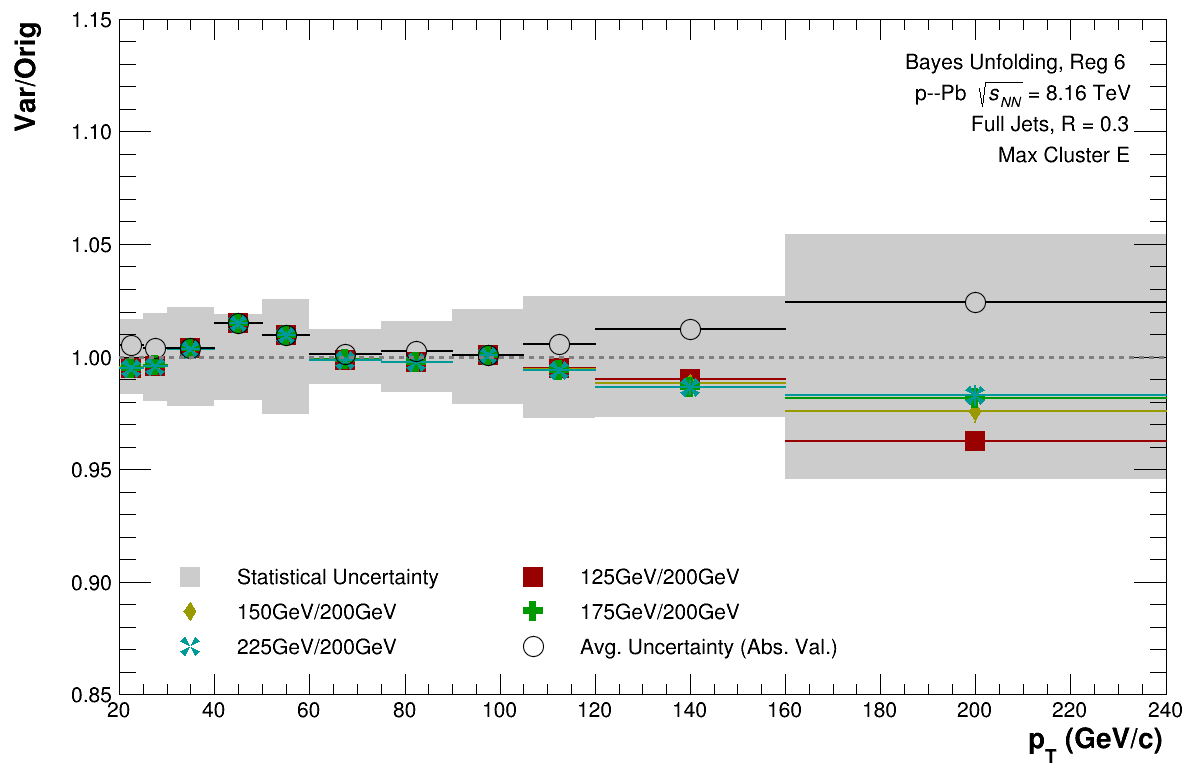 Var/Orig
1.15
1.10
1.05
1.00
0.95
0.90
0.85
Bayes Unfolding, Reg 6
p--Pb √s_NN = 8.16 TeV
Full Jets, R = 0.3
Max Cluster E
Statistical Uncertainty
125GeV/200GeV
150GeV/200GeV
175GeV/200GeV
225GeV/200GeV
Avg. Uncertainty (Abs. Val.)
20 40 60 80 100 120 140 160 180 200 220 240
p_T (GeV/c)